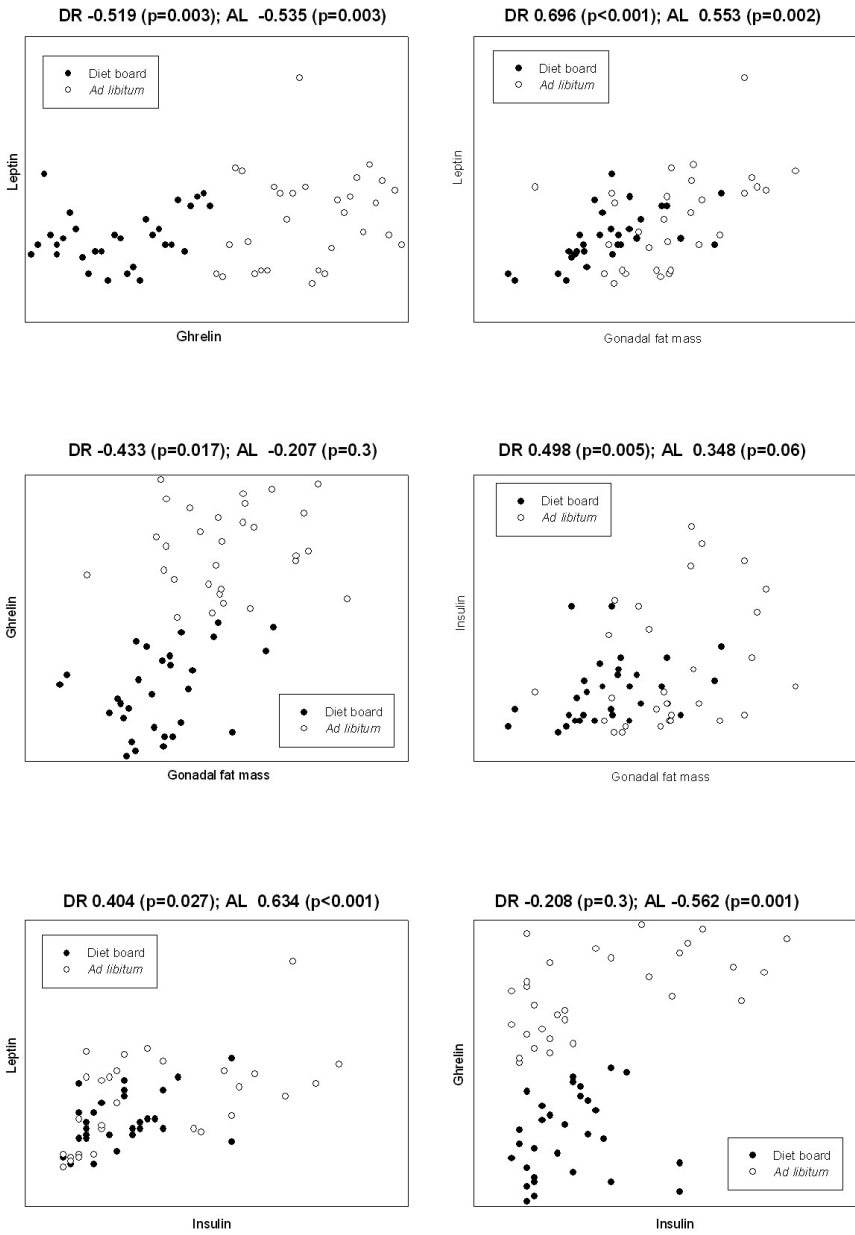 DR -0.519 (p=0.003); AL -0.535 (p=0.003)
Diet board
Ad libitum
Leptin
Ghrelin
DR 0.696 (p<0.001); AL 0.553 (p=0.002)
Diet board
Ad libitum
Leptin
Gonadal fat mass
DR -0.433 (p=0.017); AL -0.207 (p=0.3)
Ghrelin
Diet board
Ad libitum
Gonadal fat mass
DR 0.498 (p=0.005); AL 0.348 (p=0.06)
Diet board
Ad libitum
Insulin
Gonadal fat mass
DR 0.404 (p=0.027); AL 0.634 (p<0.001)
Diet board
Ad libitum
Leptin
Insulin
DR -0.208 (p=0.3); AL -0.562 (p=0.001)
Ghrelin
Diet board
Ad libitum
Insulin